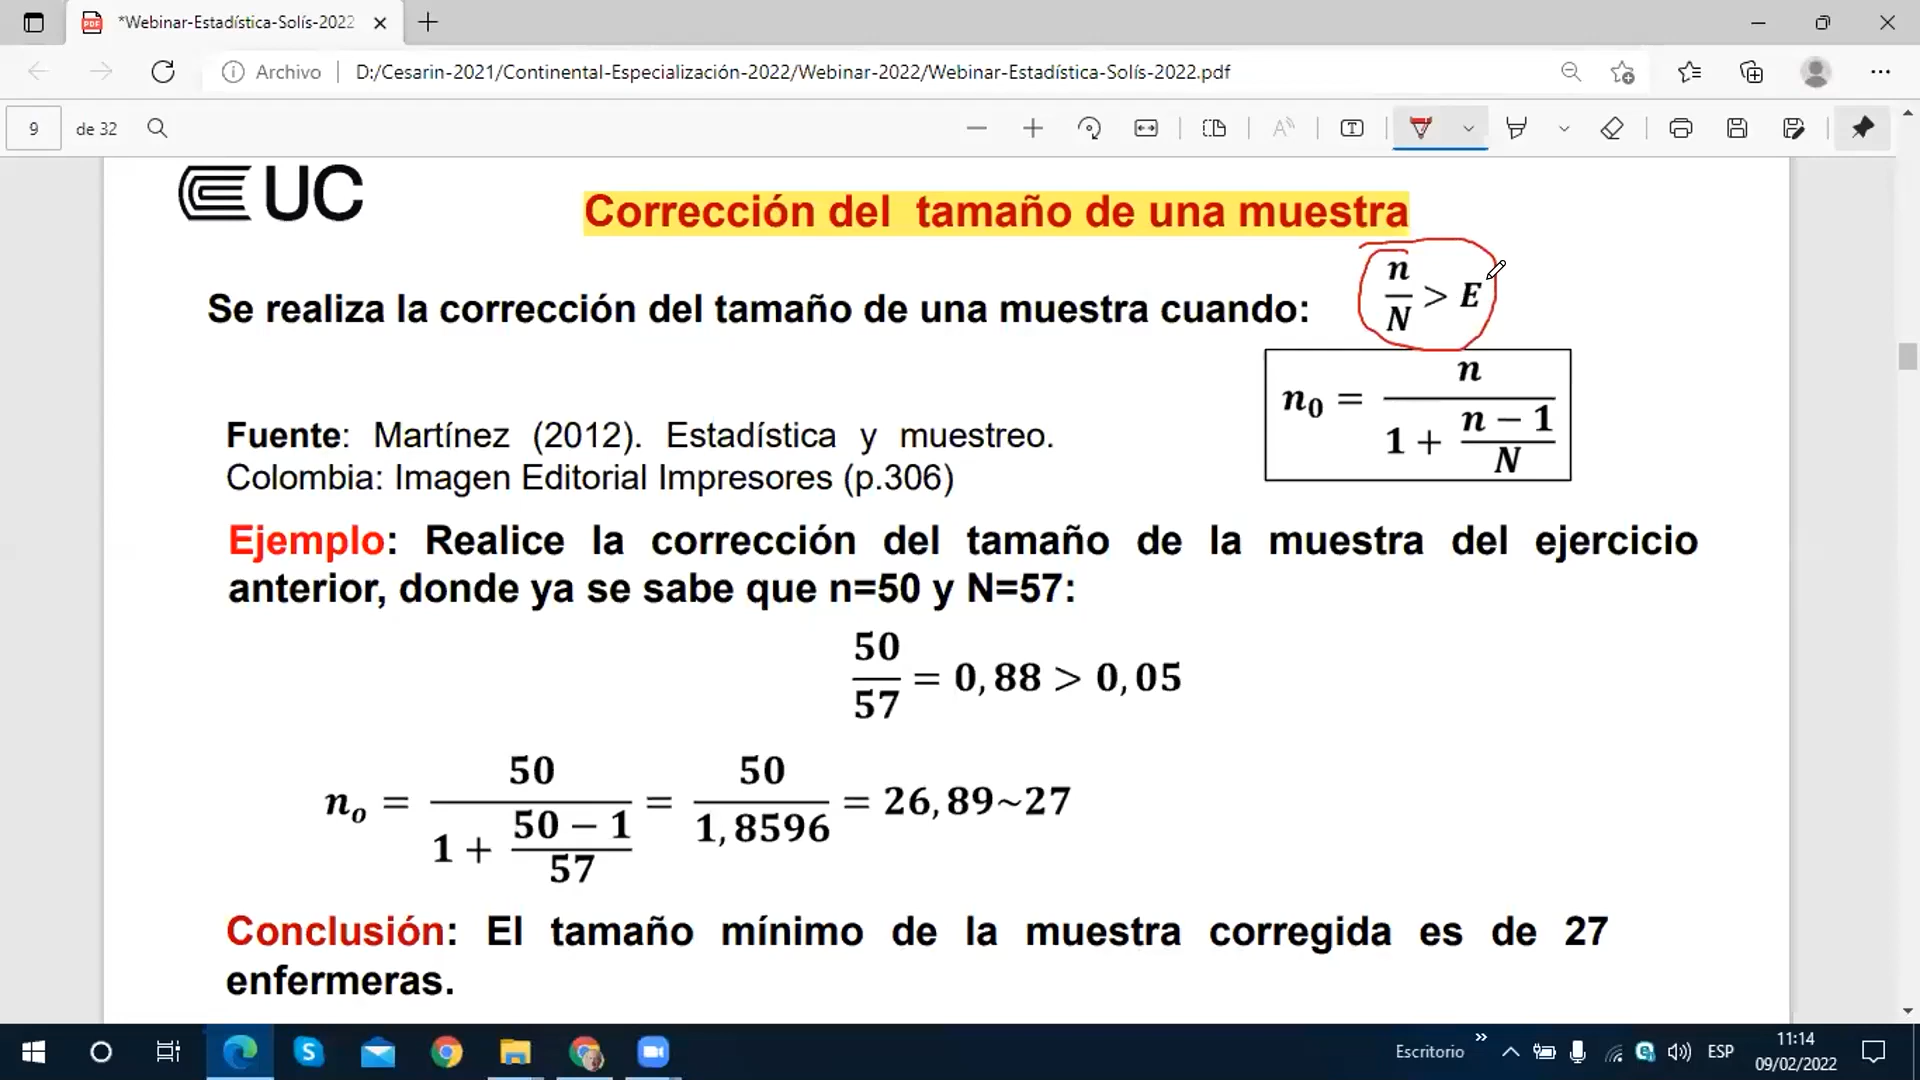 *Webinar-Estadística-Solís-2022
Archivo
D:/Cesarin-2021/Continental-Especialización-2022/Webinar-2022/Webinar-Estadística-Solís-2022.pdf
9 de 32
UC
Corrección del tamaño de una muestra
Se realiza la corrección del tamaño de una muestra cuando:
n/N > E
n₀ = n/(1 + (n − 1)/N)
Fuente: Martínez (2012). Estadística y muestreo.
Colombia: Imagen Editorial Impresores (p.306)
Ejemplo: Realice la corrección del tamaño de la muestra del ejercicio
anterior, donde ya se sabe que n=50 y N=57:
50/57 = 0,88 > 0,05
nₒ = 50/(1 + (50 − 1)/57) = 50/1,8596 = 26,89~27
Conclusión: El tamaño mínimo de la muestra corregida es de 27
enfermeras.
Escritorio
ESP
11:14
09/02/2022